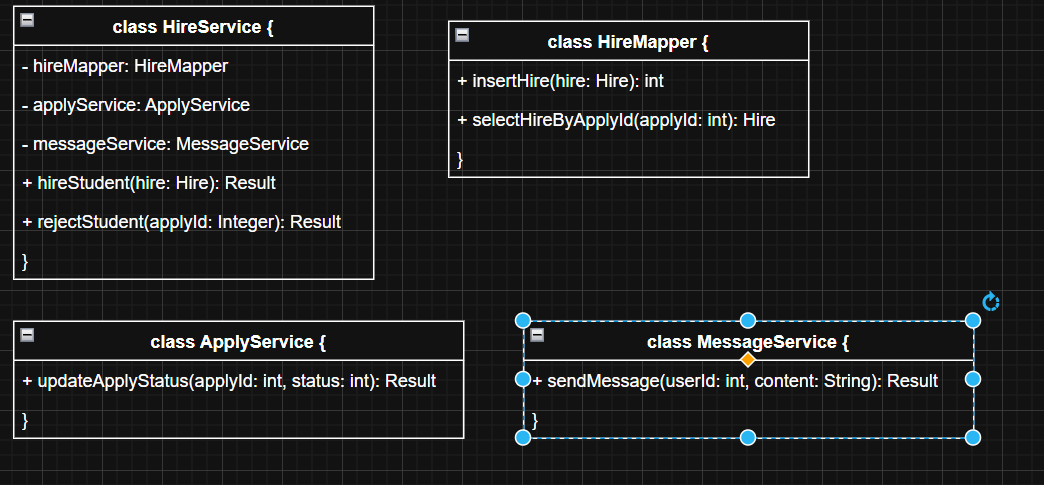 class HireService {
- hireMapper: HireMapper
- applyService: ApplyService
- messageService: MessageService
+ hireStudent(hire: Hire): Result
+ rejectStudent(applyId: Integer): Result
}
class HireMapper {
+ insertHire(hire: Hire): int
+ selectHireByApplyId(applyId: int): Hire
}
class ApplyService {
+ updateApplyStatus(applyId: int, status: int): Result
}
class MessageService {
+ sendMessage(userId: int, content: String): Result
}